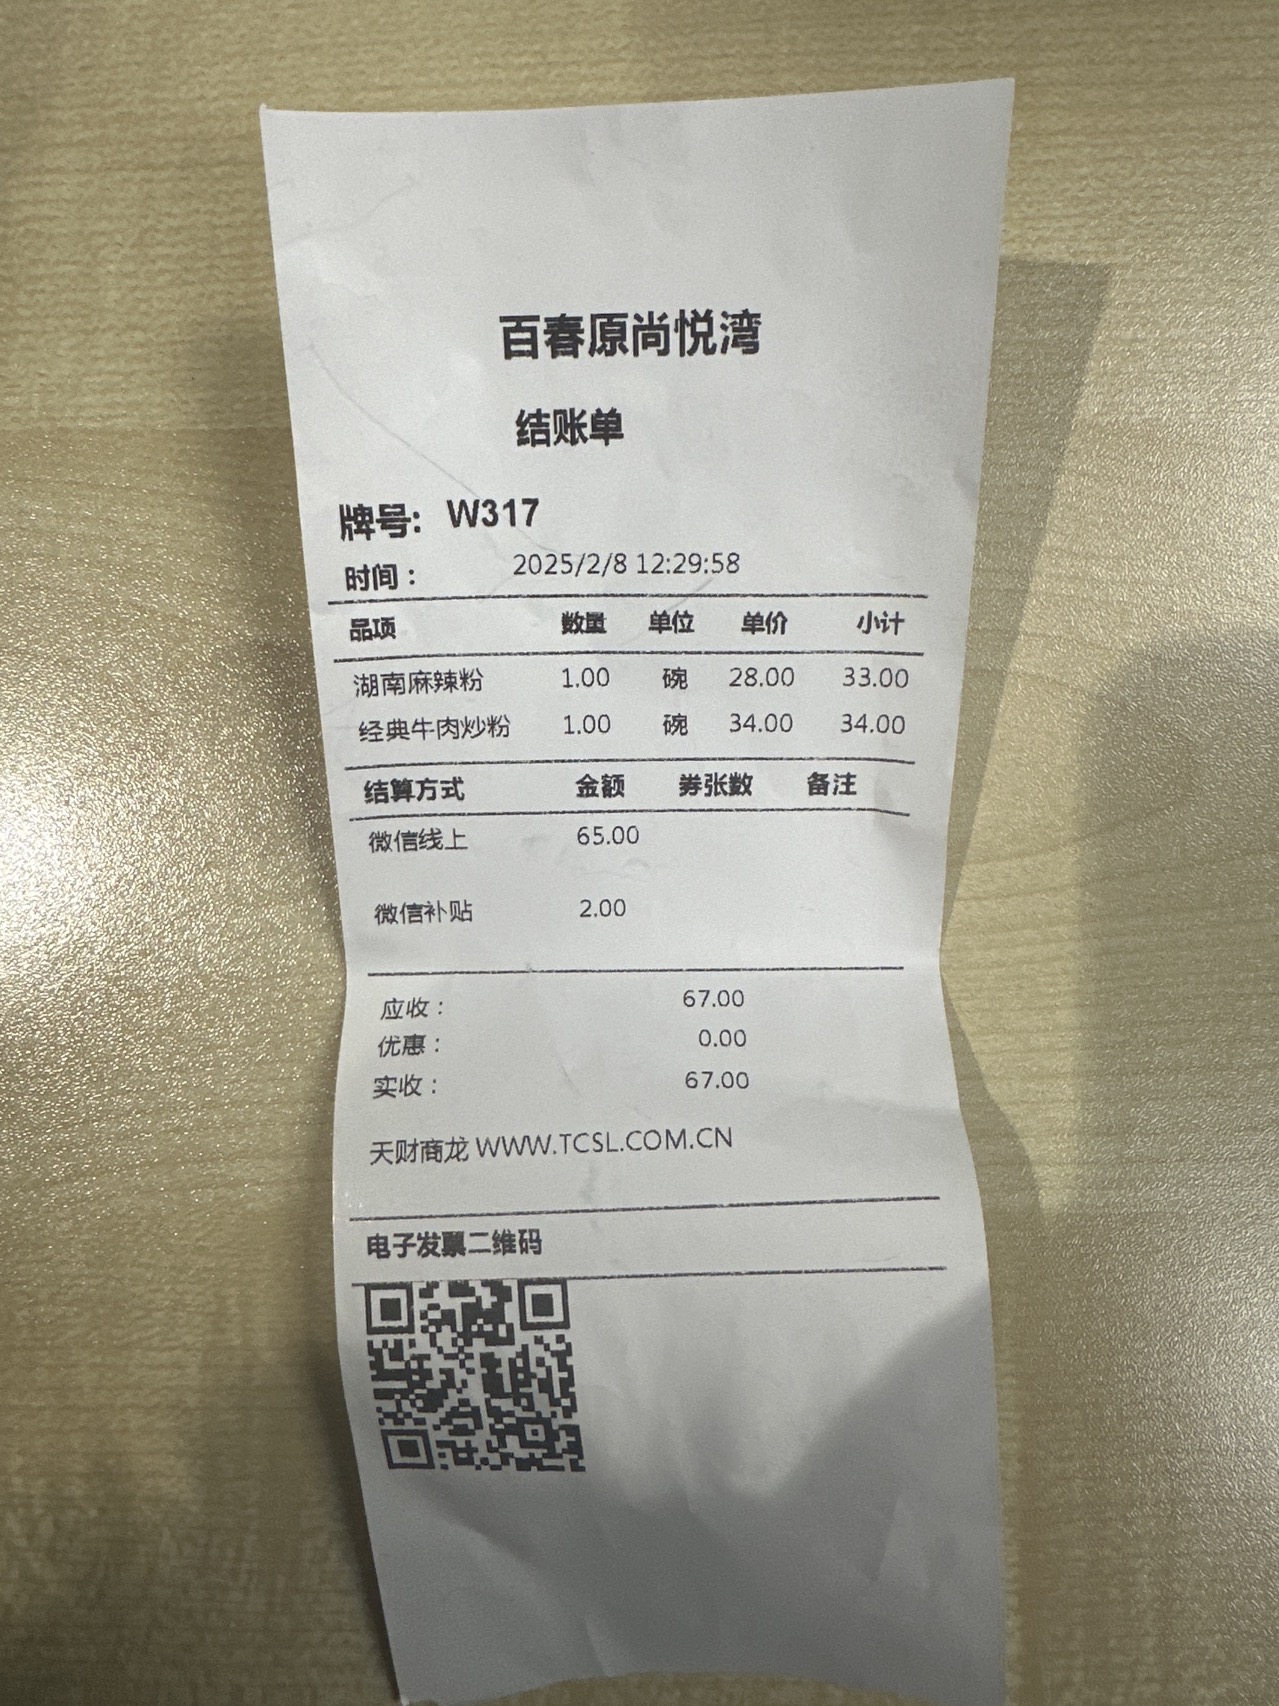 百春原尚悦湾
结账单
牌号: W317
时间: 2025/2/8 12:29:58
品项 数量 单位 单价 小计
湖南麻辣粉 1.00 碗 28.00 33.00
经典牛肉炒粉 1.00 碗 34.00 34.00
结算方式 金额 券张数 备注
微信线上 65.00
微信补贴 2.00
应收: 67.00
优惠: 0.00
实收: 67.00
天财商龙 WWW.TCSL.COM.CN
电子发票二维码